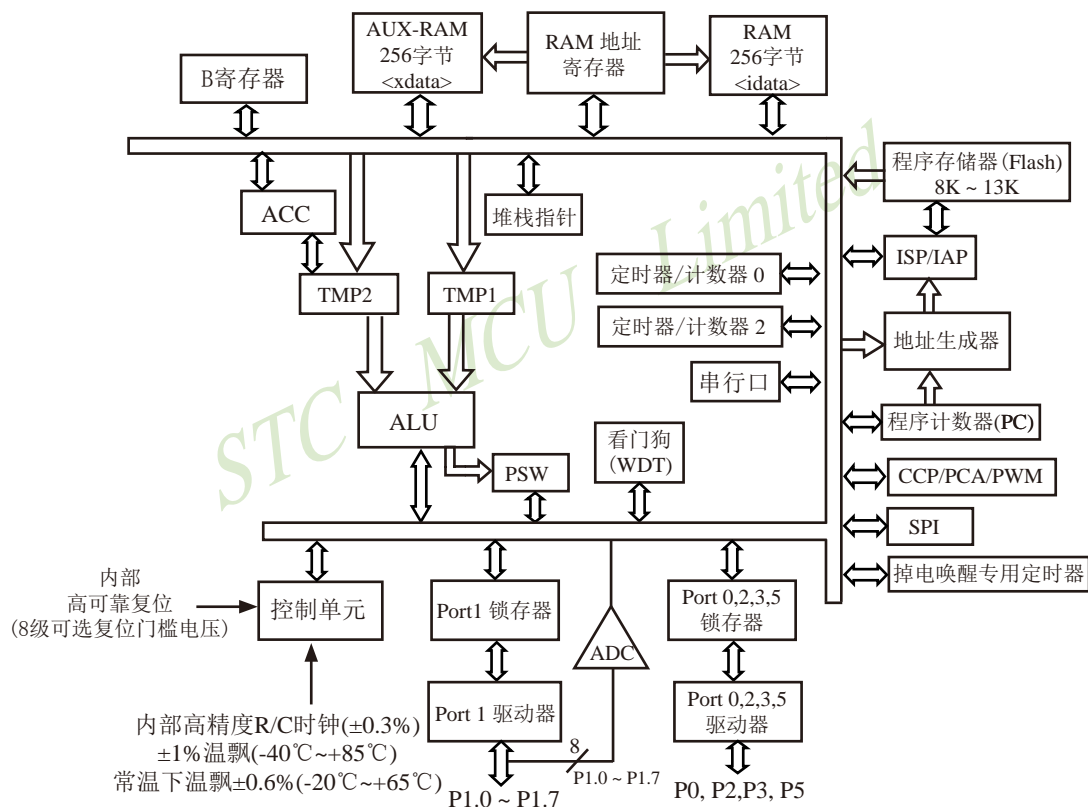 AUX-RAM
256字节
<xdata>
RAM 地址
寄存器
RAM
256字节
<idata>
B寄存器
程序存储器(Flash)
8K ~ 13K
ACC
堆栈指针
ISP/IAP
定时器/计数器 0
TMP2
TMP1
定时器/计数器 2
地址生成器
串行口
ALU
程序计数器(PC)
看门狗
(WDT)
PSW
CCP/PCA/PWM
SPI
掉电唤醒专用定时器
内部
高可靠复位
(8级可选复位门槛电压)
控制单元
Port1 锁存器
ADC
Port 0,2,3,5
锁存器
Port 1 驱动器
Port 0,2,3,5
驱动器
内部高精度R/C时钟(±0.3%)
±1%温飘(-40℃~+85℃)
常温下温飘±0.6%(-20℃~+65℃)
8
P1.0 ~ P1.7
P1.0 ~ P1.7
P0, P2,P3, P5
STC MCU Limited